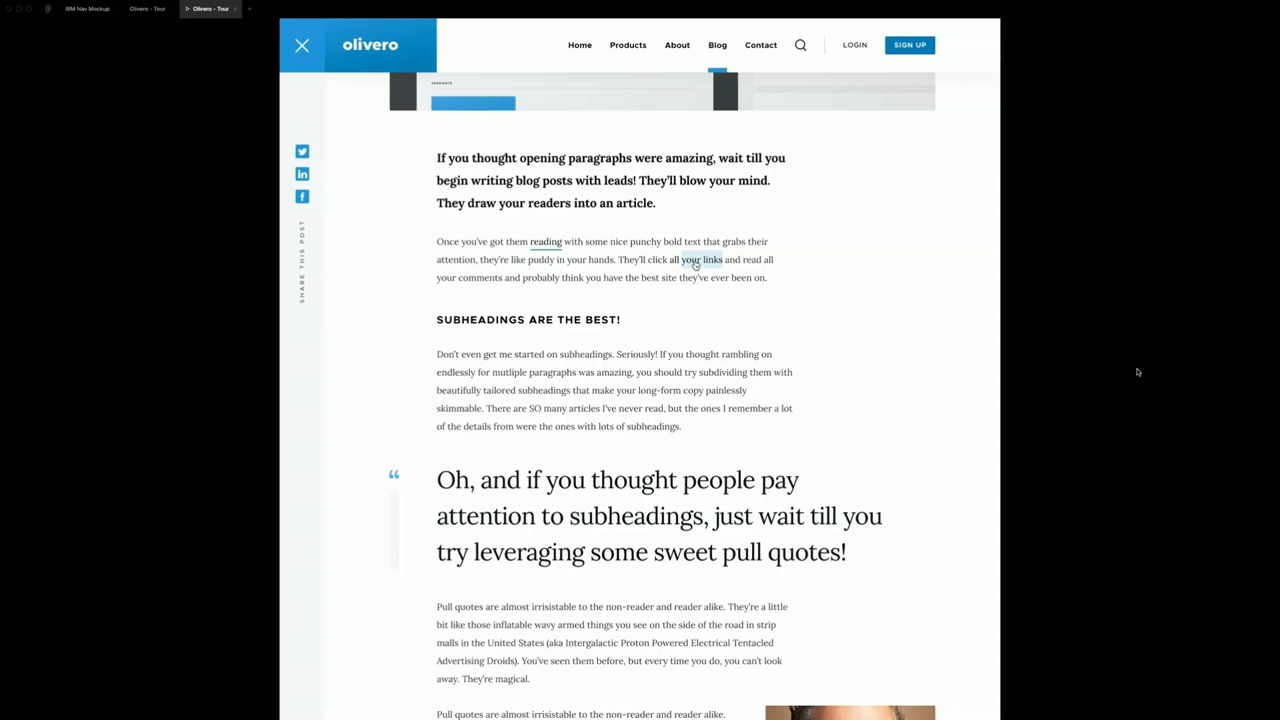 IBM Nav Mockup
Olivero - Tour
Olivero - Tour
olivero
Home
Products
About
Blog
Contact
LOGIN
SIGN UP
GRADIENTS
SHARE THIS POST
If you thought opening paragraphs were amazing, wait till you
begin writing blog posts with leads! They'll blow your mind.
They draw your readers into an article.
Once you've got them reading with some nice punchy bold text that grabs their
attention, they're like puddy in your hands. They'll click all your links and read all
your comments and probably think you have the best site they've ever been on.
SUBHEADINGS ARE THE BEST!
Don't even get me started on subheadings. Seriously! If you thought rambling on
endlessly for mutliple paragraphs was amazing, you should try subdividing them with
beautifully tailored subheadings that make your long-form copy painlessly
skimmable. There are SO many articles I've never read, but the ones I remember a lot
of the details from were the ones with lots of subheadings.
“
Oh, and if you thought people pay
attention to subheadings, just wait till you
try leveraging some sweet pull quotes!
Pull quotes are almost irrisistable to the non-reader and reader alike. They're a little
bit like those inflatable wavy armed things you see on the side of the road in strip
malls in the United States (aka Intergalactic Proton Powered Electrical Tentacled
Advertising Droids). You've seen them before, but every time you do, you can't look
away. They're magical.
Pull quotes are almost irrisistable to the non-reader and reader alike.